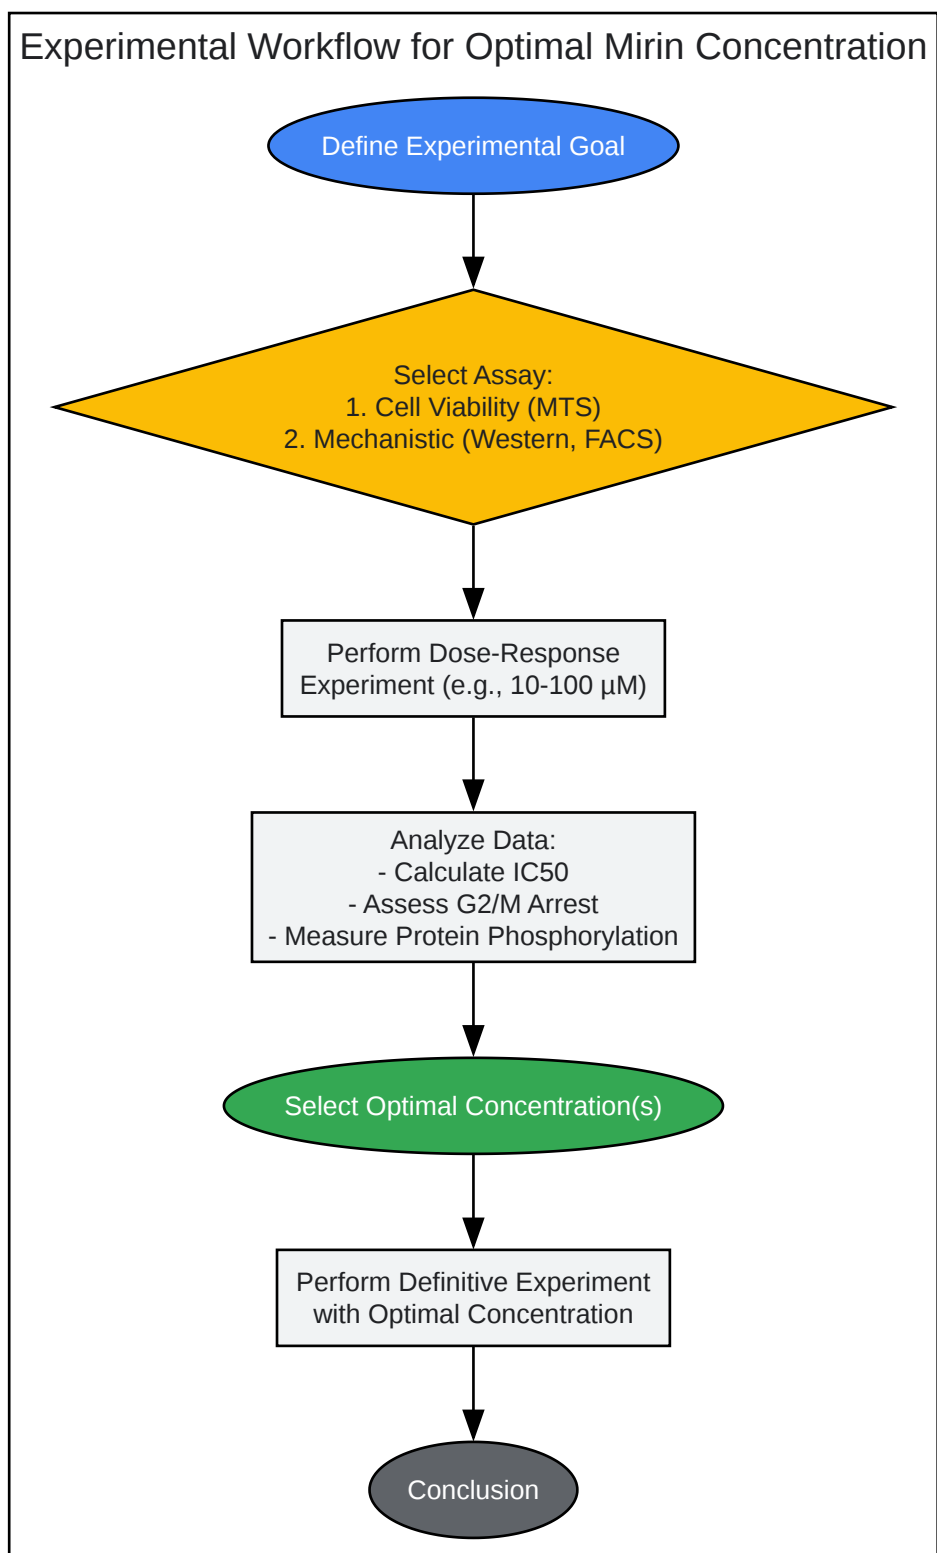 Experimental Workflow for Optimal Mirin Concentration
Define Experimental Goal
Select Assay:
1. Cell Viability (MTS)
2. Mechanistic (Western, FACS)
Perform Dose-Response
Experiment (e.g., 10-100 µM)
Analyze Data:
- Calculate IC50
- Assess G2/M Arrest
- Measure Protein Phosphorylation
Select Optimal Concentration(s)
Perform Definitive Experiment
with Optimal Concentration
Conclusion